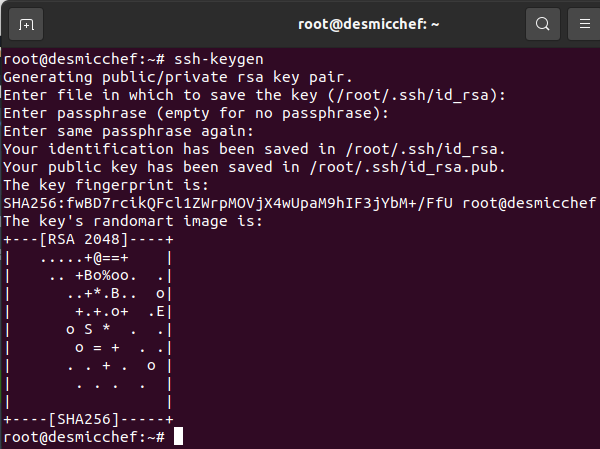 root@desmicchef: ~
root@desmicchef:~# ssh-keygen
Generating public/private rsa key pair.
Enter file in which to save the key (/root/.ssh/id_rsa):
Enter passphrase (empty for no passphrase):
Enter same passphrase again:
Your identification has been saved in /root/.ssh/id_rsa.
Your public key has been saved in /root/.ssh/id_rsa.pub.
The key fingerprint is:
SHA256:fwBD7rcikQFcl1ZWrpMOVjX4wUpaM9hIF3jYbM+/FfU root@desmicchef
The key's randomart image is:
+---[RSA 2048]----+
|   .....+@==+    |
|    .. +Bo%oo.  .|
|      ..+*.B..  o|
|       +.+.o+  .E|
|      o S *  .  .|
|       o = +  . .|
|      . . + .  o |
|       . . .  .  |
|                 |
+----[SHA256]-----+
root@desmicchef:~#